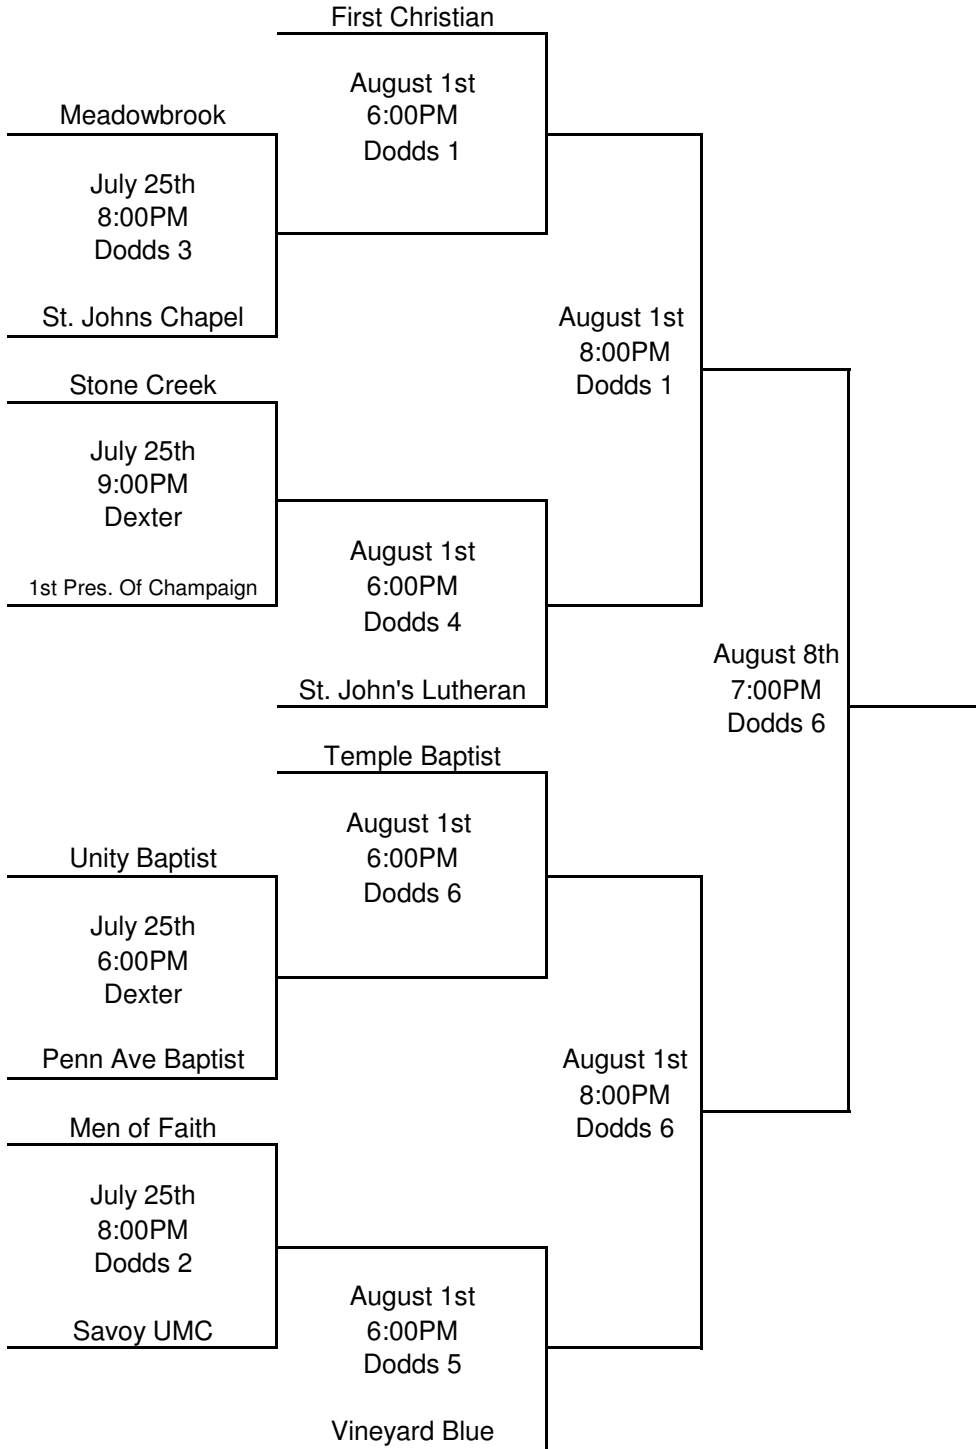 First Christian
August 1st
6:00PM
Dodds 1
Meadowbrook
July 25th
8:00PM
Dodds 3
St. Johns Chapel
August 1st
8:00PM
Dodds 1
Stone Creek
July 25th
9:00PM
Dexter
1st Pres. Of Champaign
August 1st
6:00PM
Dodds 4
St. John's Lutheran
August 8th
7:00PM
Dodds 6
Temple Baptist
August 1st
6:00PM
Dodds 6
Unity Baptist
July 25th
6:00PM
Dexter
Penn Ave Baptist
August 1st
8:00PM
Dodds 6
Men of Faith
July 25th
8:00PM
Dodds 2
Savoy UMC
August 1st
6:00PM
Dodds 5
Vineyard Blue